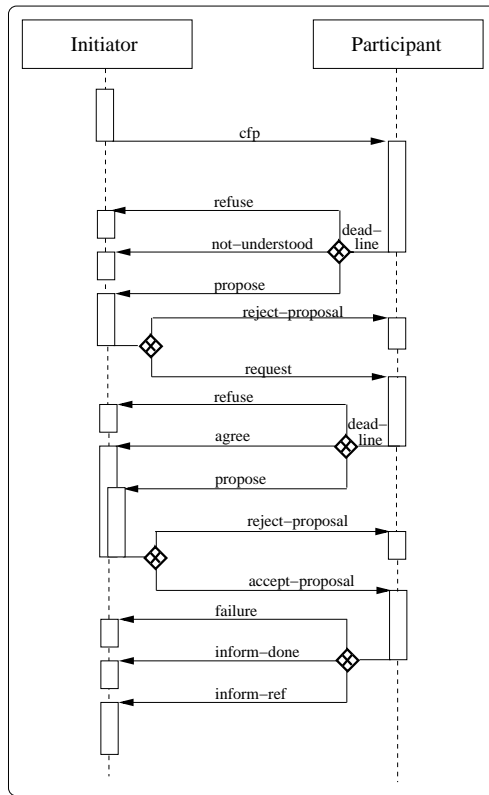 Initiator
Participant
cfp
refuse
dead–
line
not–understood
propose
reject–proposal
request
refuse
dead–
line
agree
propose
reject–proposal
accept–proposal
failure
inform–done
inform–ref